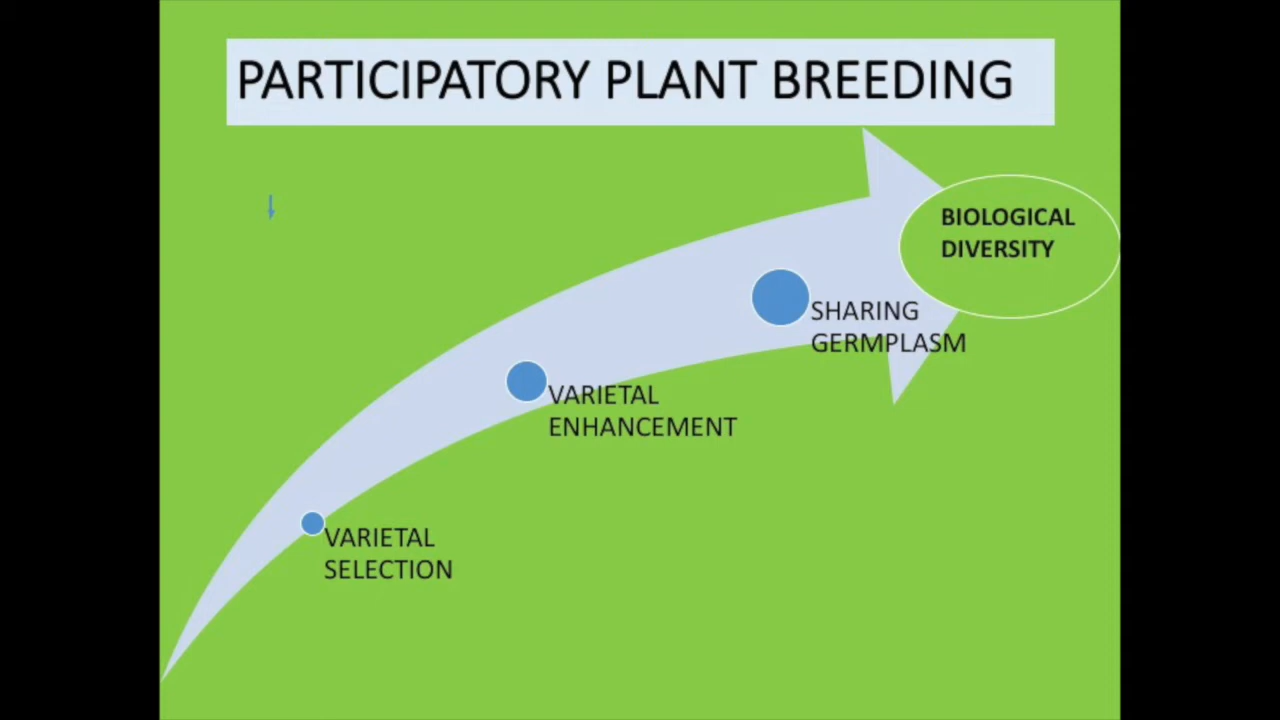 PARTICIPATORY PLANT BREEDING
BIOLOGICAL
DIVERSITY
SHARING
GERMPLASM
VARIETAL
ENHANCEMENT
VARIETAL
SELECTION